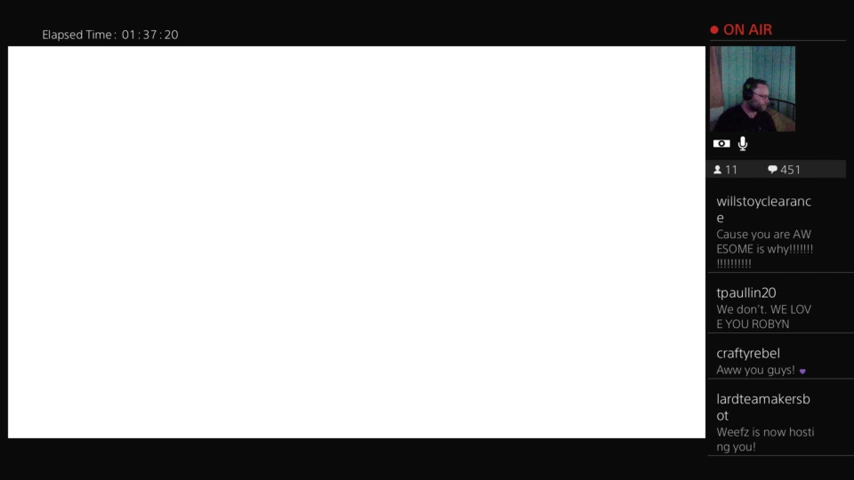 Elapsed Time: 01:37:20
ON AIR
11 451
willstoyclearanc
e
Cause you are AW
ESOME is why!!!!!!!
!!!!!!!!!!
tpaullin20
We don't. WE LOV
E YOU ROBYN
craftyrebel
Aww you guys! 💜
lardteamakersb
ot
Weefz is now hosti
ng you!